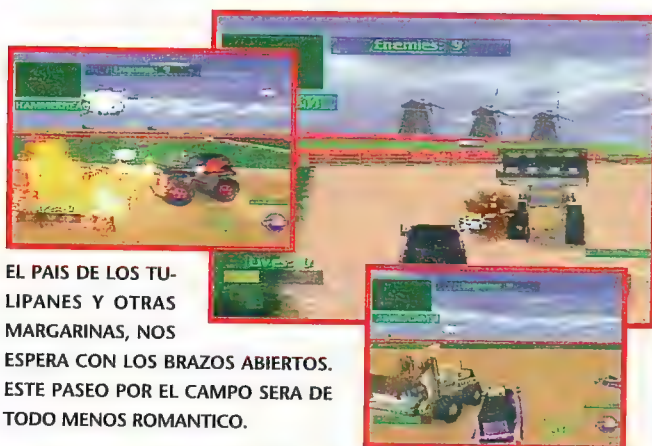 Enemies: 9
HAMMERHEAD
EL PAIS DE LOS TU-
LIPANES Y OTRAS
MARGARINAS, NOS
ESPERA CON LOS BRAZOS ABIERTOS.
ESTE PASEO POR EL CAMPO SERA DE
TODO MENOS ROMANTICO.